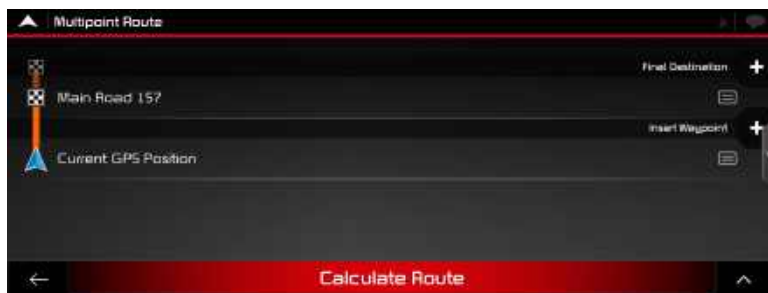 Multipoint Route
Final Destination
Main Road 157
Insert Waypoint
Current GPS Position
Calculate Route